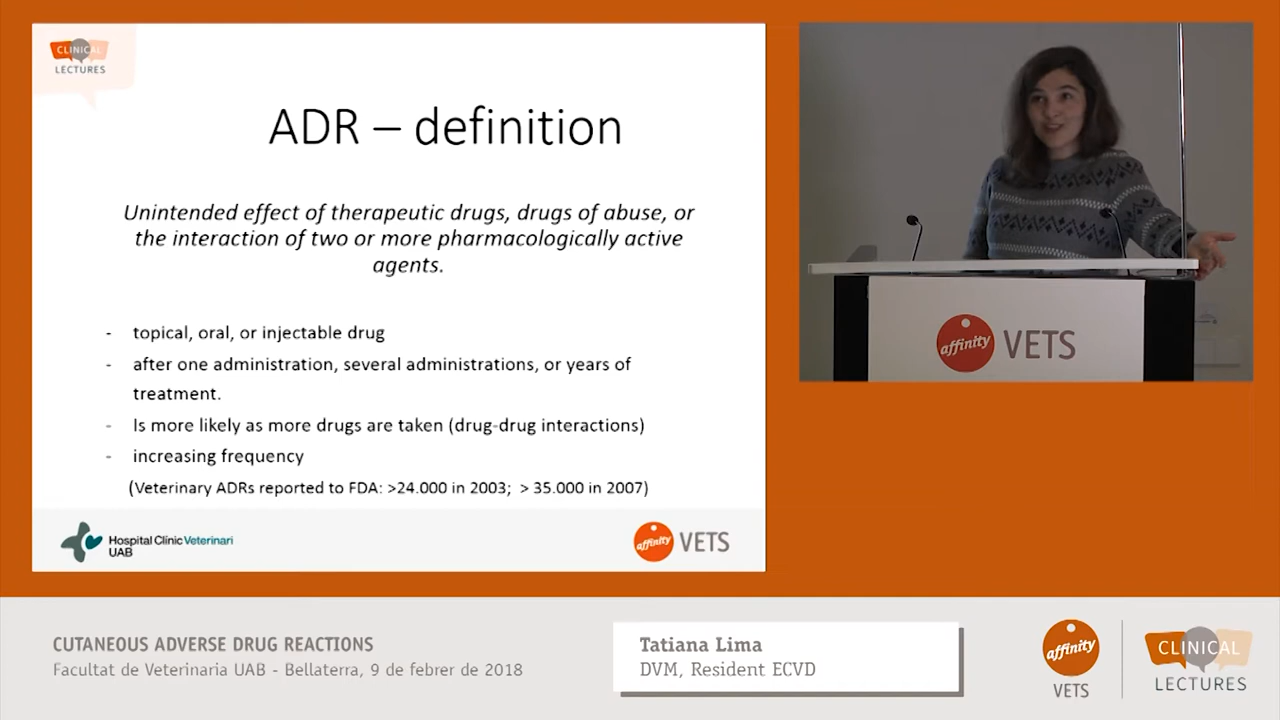 CLINICAL
LECTURES
ADR – definition
Unintended effect of therapeutic drugs, drugs of abuse, or
the interaction of two or more pharmacologically active
agents.
- topical, oral, or injectable drug
- after one administration, several administrations, or years of
treatment.
- Is more likely as more drugs are taken (drug-drug interactions)
- increasing frequency
(Veterinary ADRs reported to FDA: >24.000 in 2003; > 35.000 in 2007)
Hospital Clínic Veterinari
UAB
affinity VETS
affinity VETS
CUTANEOUS ADVERSE DRUG REACTIONS
Facultat de Veterinaria UAB - Bellaterra, 9 de febrer de 2018
Tatiana Lima
DVM, Resident ECVD
affinity
VETS
CLINICAL
LECTURES